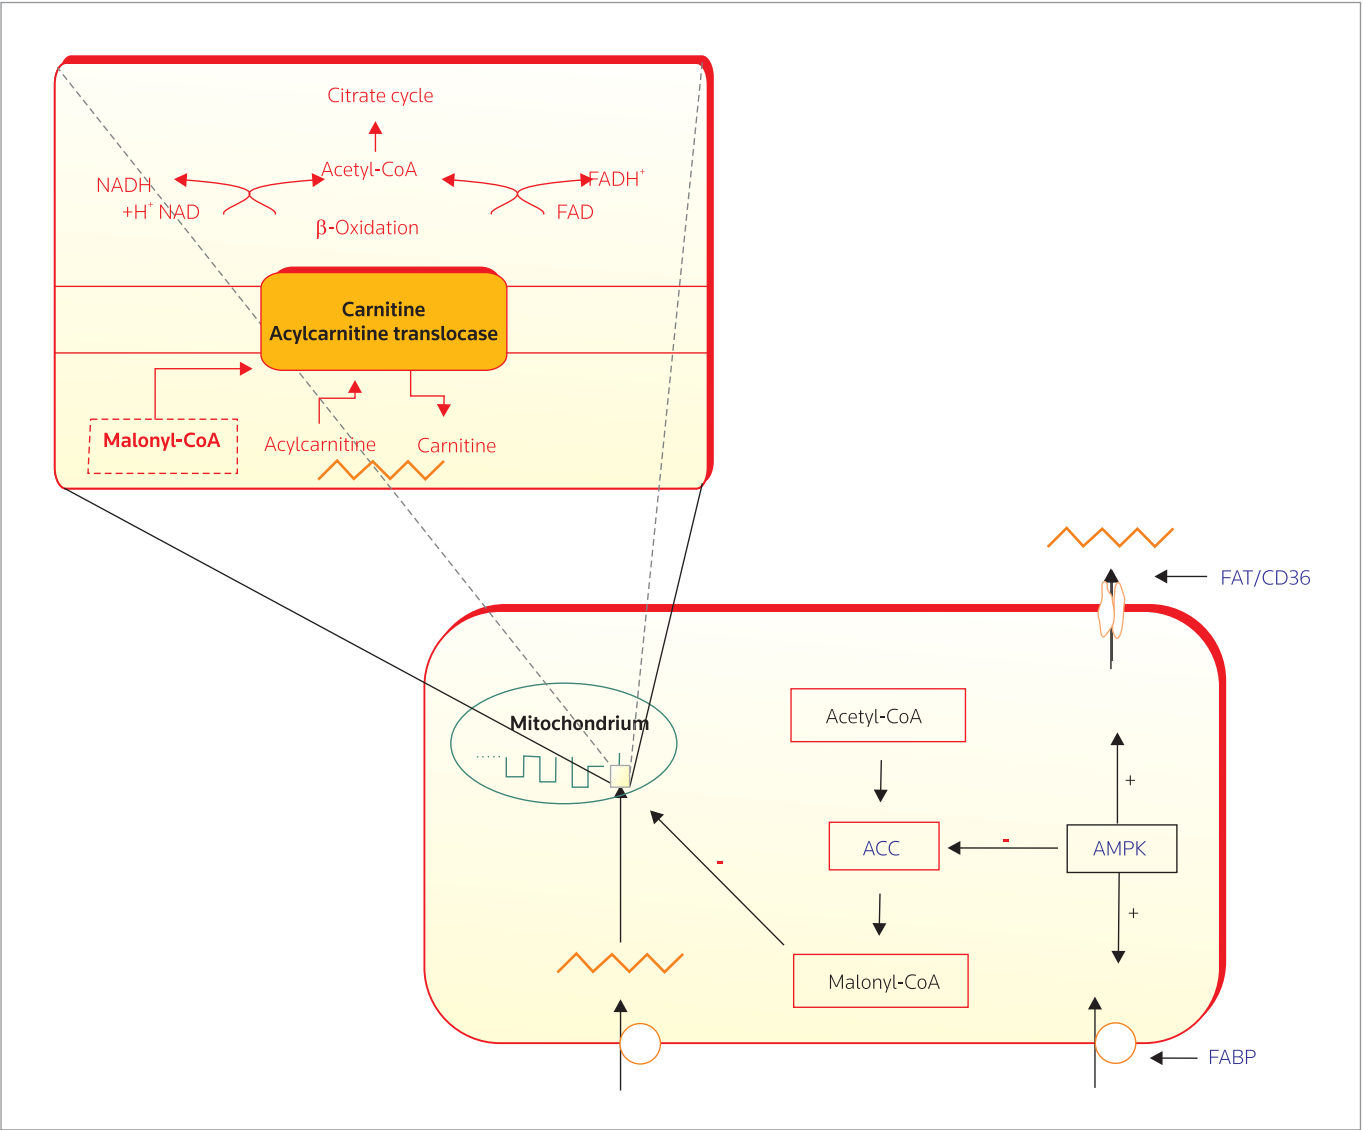 Citrate cycle
Acetyl-CoA
NADH
+H⁺ NAD
FADH⁺
FAD
β-Oxidation
Carnitine
Acylcarnitine translocase
Malonyl-CoA
Acylcarnitine
Carnitine
FAT/CD36
Mitochondrium
Acetyl-CoA
+
-
ACC
AMPK
-
+
Malonyl-CoA
FABP